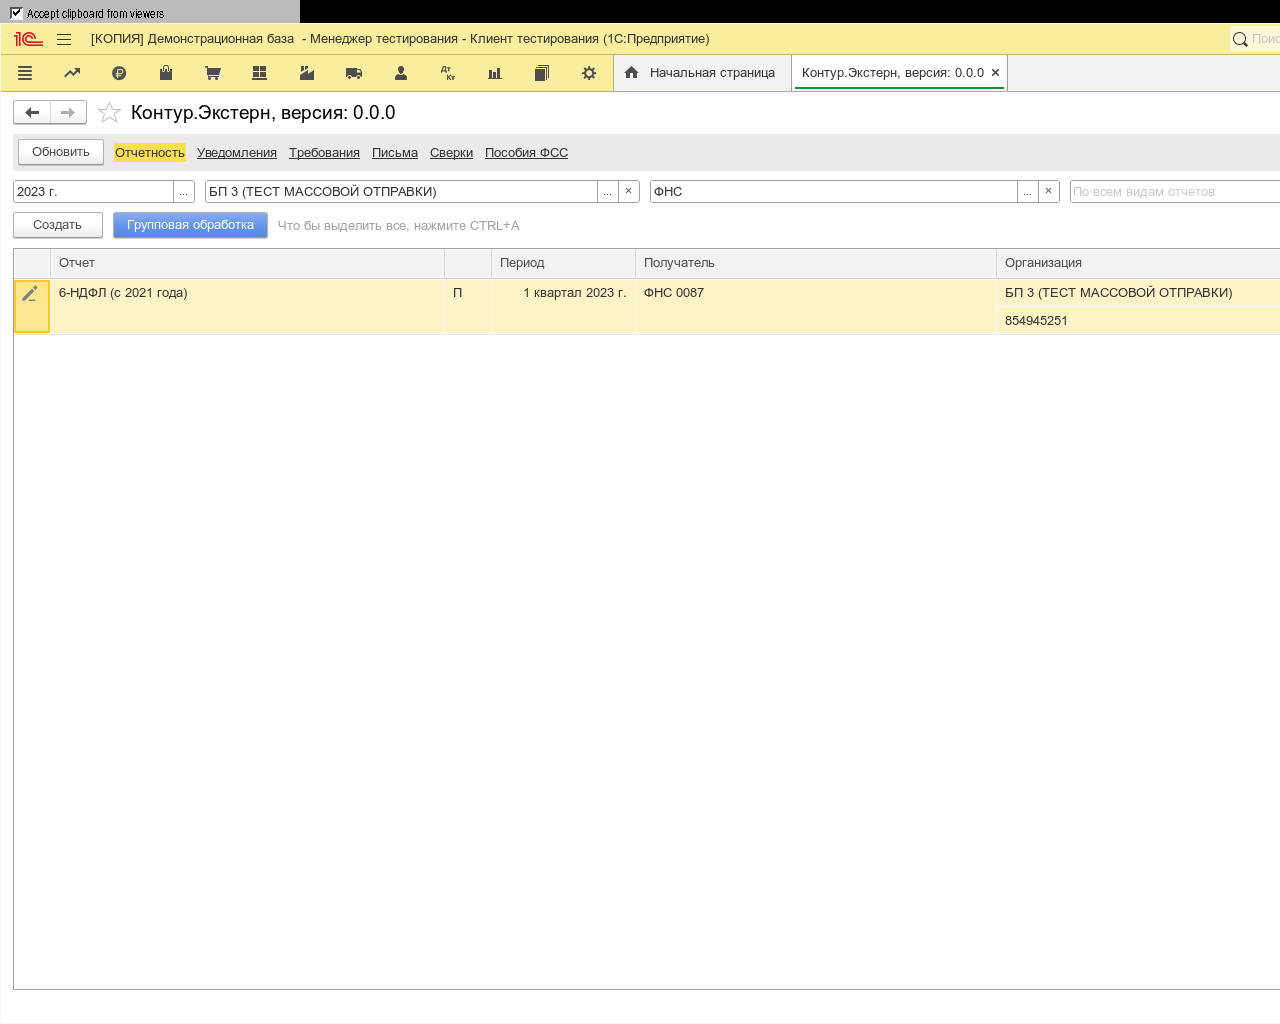 Accept clipboard from viewers
1С [КОПИЯ] Демонстрационная база - Менеджер тестирования - Клиент тестирования (1С:Предприятие)
Дт Кт Начальная страница Контур.Экстерн, версия: 0.0.0 ×
Контур.Экстерн, версия: 0.0.0
Обновить Отчетность Уведомления Требования Письма Сверки Пособия ФСС
2023 г. ... БП 3 (ТЕСТ МАССОВОЙ ОТПРАВКИ) ... × ФНС ... × По всем видам отчетов
Создать Групповая обработка Что бы выделить все, нажмите CTRL+A
Отчет Период Получатель Организация
6-НДФЛ (с 2021 года) П 1 квартал 2023 г. ФНС 0087 БП 3 (ТЕСТ МАССОВОЙ ОТПРАВКИ)
854945251